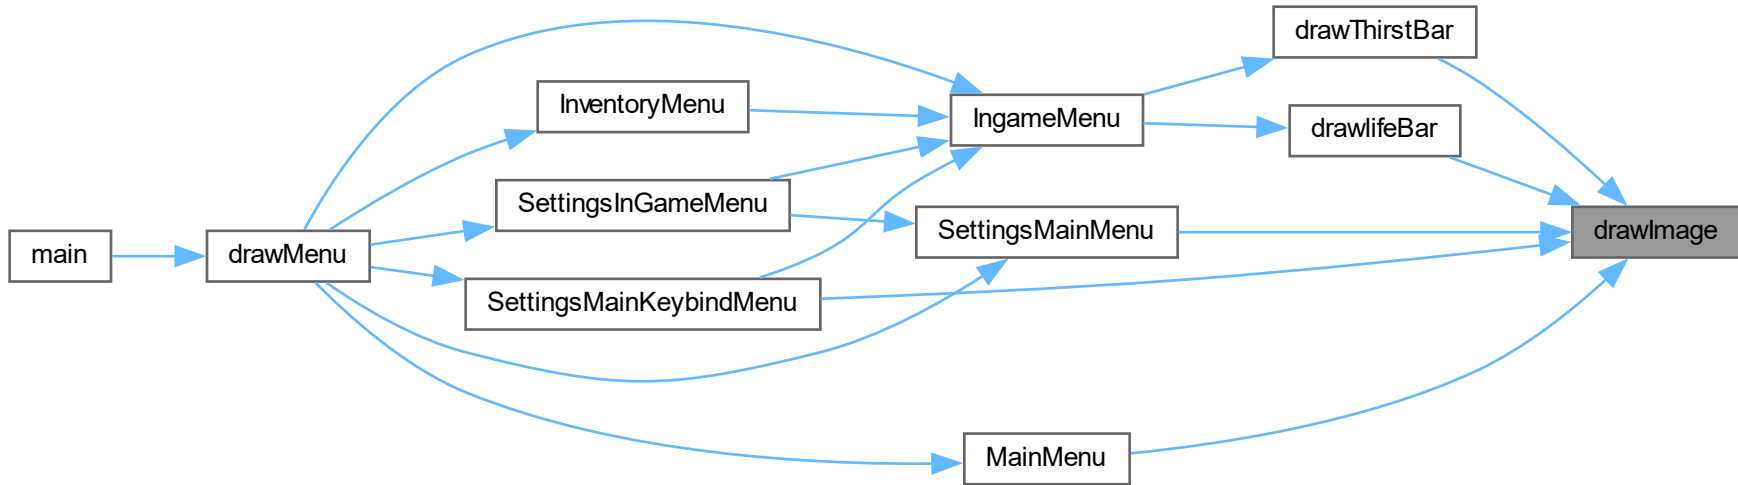 drawThirstBar
InventoryMenu
IngameMenu
drawlifeBar
SettingsInGameMenu
SettingsMainMenu
drawImage
main
drawMenu
SettingsMainKeybindMenu
MainMenu